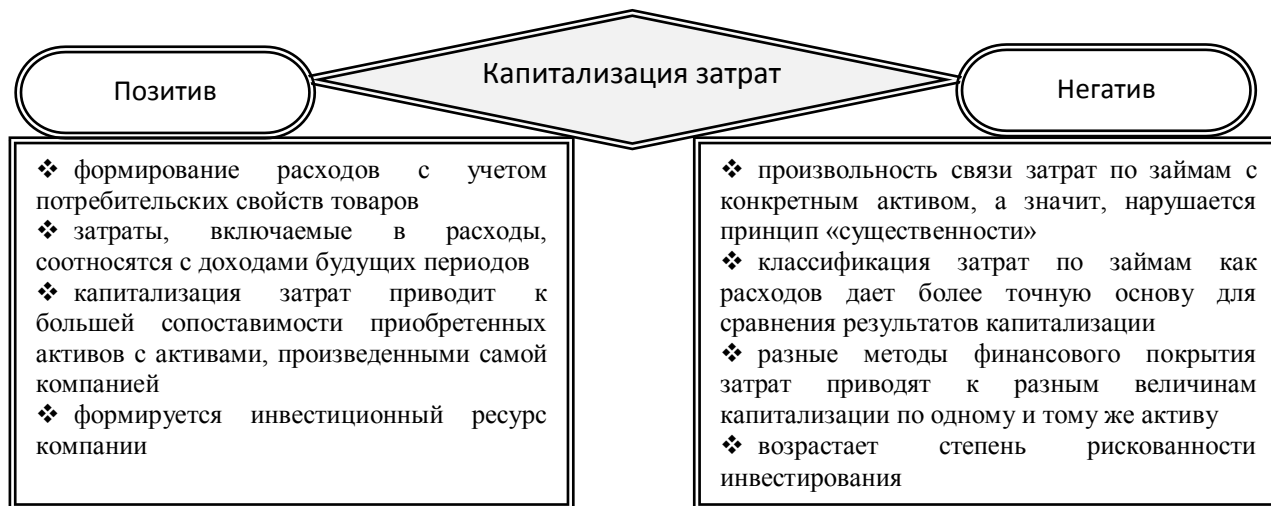 Капитализация затрат
Позитив
Негатив
❖ формирование расходов с учетом
потребительских свойств товаров
❖ затраты, включаемые в расходы,
соотносятся с доходами будущих периодов
❖ капитализация затрат приводит к
большей сопоставимости приобретенных
активов с активами, произведенными самой
компанией
❖ формируется инвестиционный ресурс
компании
❖ произвольность связи затрат по займам с
конкретным активом, а значит, нарушается
принцип «существенности»
❖ классификация затрат по займам как
расходов дает более точную основу для
сравнения результатов капитализации
❖ разные методы финансового покрытия
затрат приводят к разным величинам
капитализации по одному и тому же активу
❖ возрастает степень рискованности
инвестирования